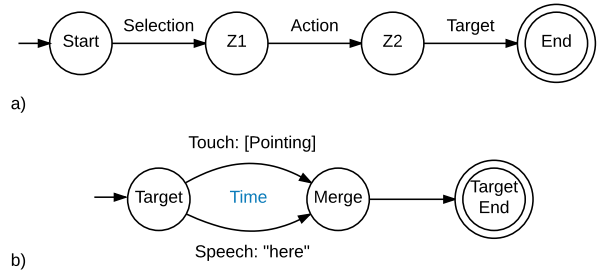 Selection
Action
Target
Start
Z1
Z2
End
a)
Touch: [Pointing]
Target
Time
Merge
Target
End
Speech: "here"
b)